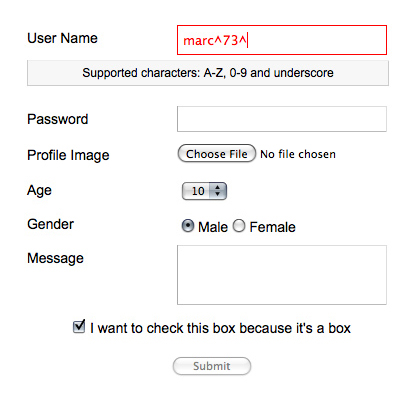 User Name marc^73^
Supported characters: A-Z, 0-9 and underscore
Password
Profile Image Choose File No file chosen
Age 10
Gender Male Female
Message
I want to check this box because it's a box
Submit